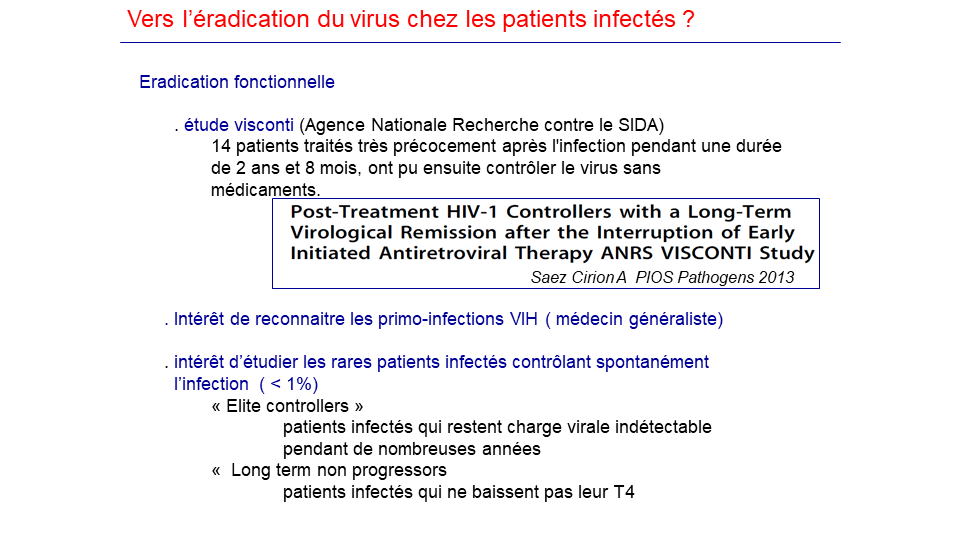 Vers l’éradication du virus chez les patients infectés ?
Eradication fonctionnelle
. étude visconti (Agence Nationale Recherche contre le SIDA)
14 patients traités très précocement après l'infection pendant une durée
de 2 ans et 8 mois, ont pu ensuite contrôler le virus sans
médicaments.
Post-Treatment HIV-1 Controllers with a Long-Term
Virological Remission after the Interruption of Early
Initiated Antiretroviral Therapy ANRS VISCONTI Study
Saez Cirion A PlOS Pathogens 2013
. Intérêt de reconnaitre les primo-infections VIH ( médecin généraliste)
. intérêt d’étudier les rares patients infectés contrôlant spontanément
l’infection ( < 1%)
« Elite controllers »
patients infectés qui restent charge virale indétectable
pendant de nombreuses années
« Long term non progressors
patients infectés qui ne baissent pas leur T4